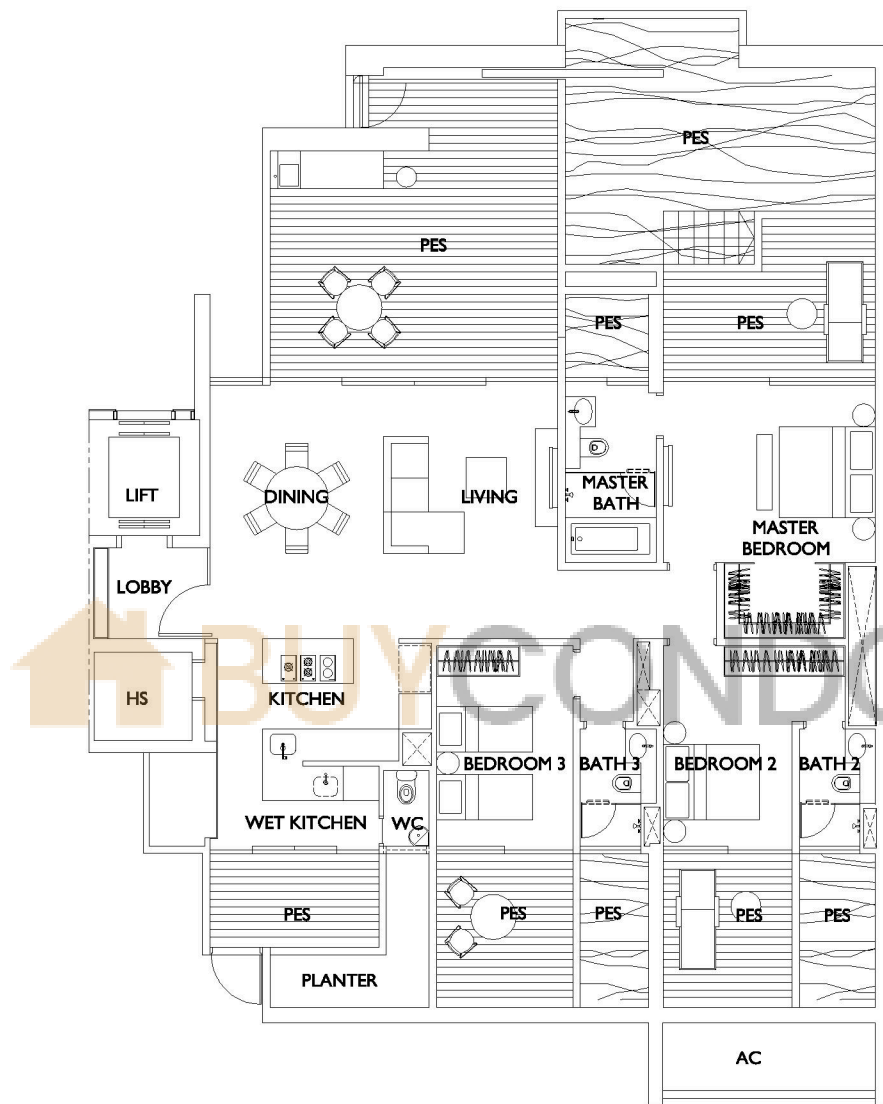 PES
PES
PES
PES
LIFT
DINING
LIVING
MASTER
BATH
MASTER
BEDROOM
LOBBY
BUYCONDO
HS
KITCHEN
BEDROOM 3
BATH 3
BEDROOM 2
BATH 2
WET KITCHEN
WC
PES
PES
PES
PES
PES
PLANTER
AC